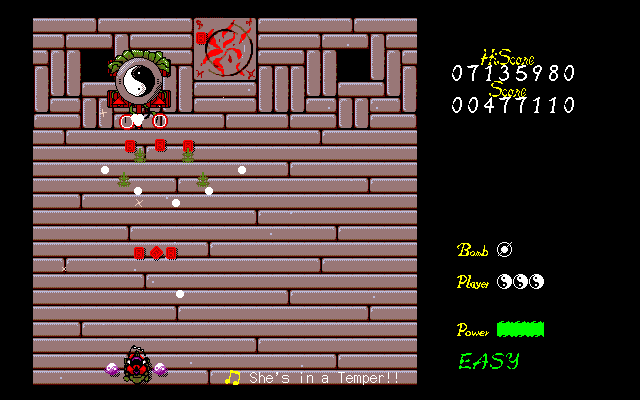 HiScore
07135980
Score
00477110
Bomb
Player
Power
EASY
She's in a Temper!!